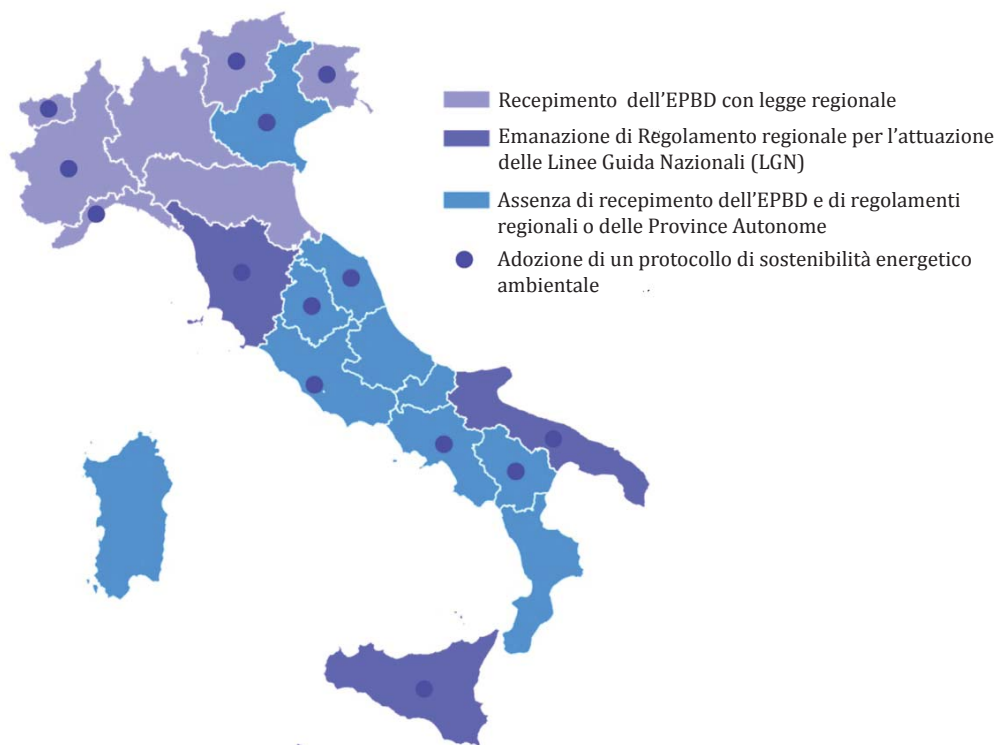 Recepimento dell'EPBD con legge regionale
Emanazione di Regolamento regionale per l'attuazione
delle Linee Guida Nazionali (LGN)
Assenza di recepimento dell'EPBD e di regolamenti
regionali o delle Province Autonome
Adozione di un protocollo di sostenibilità energetico
ambientale